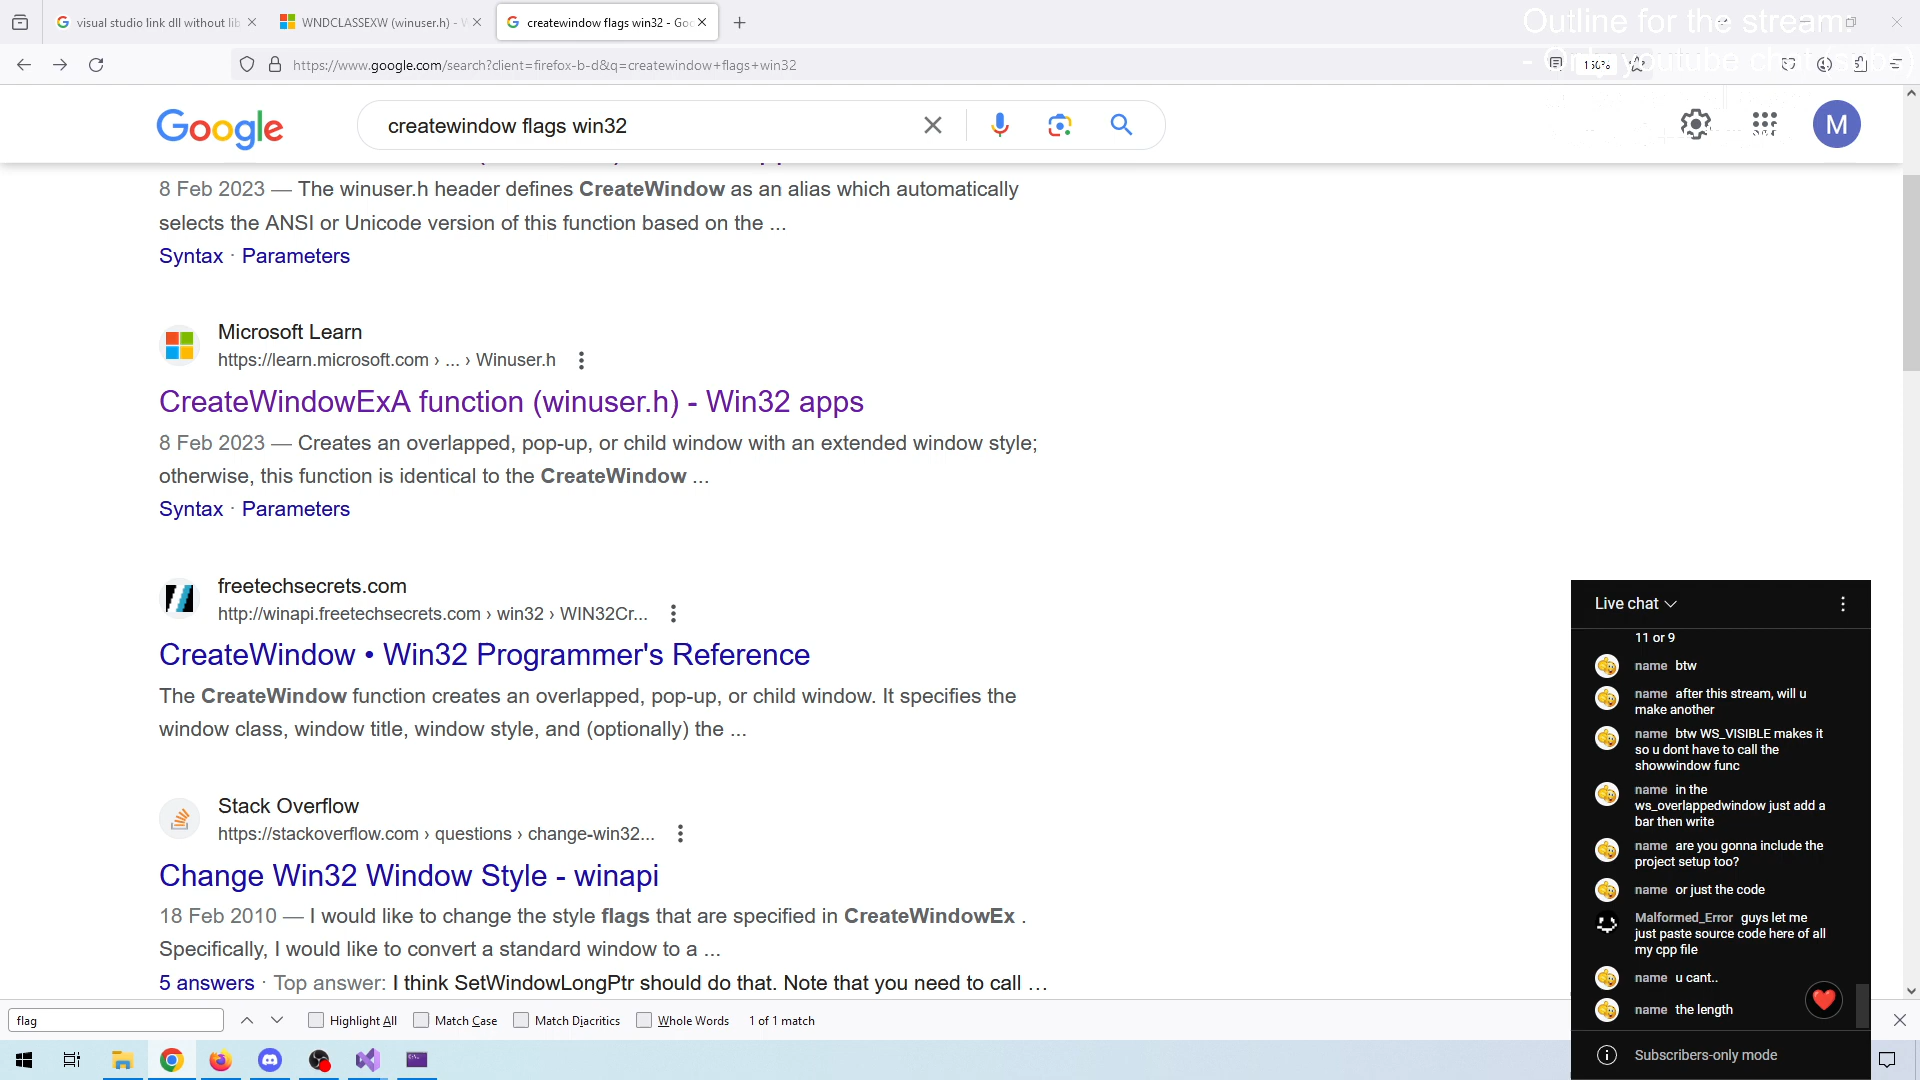 visual studio link dll without lib
WNDCLASSEXW (winuser.h) - W
createwindow flags win32 - Goo
Outline for the stream:
https://www.google.com/search?client=firefox-b-d&q=createwindow+flags+win32
150%
Google
createwindow flags win32
M
8 Feb 2023 — The winuser.h header defines CreateWindow as an alias which automatically
selects the ANSI or Unicode version of this function based on the ...
Syntax · Parameters
Microsoft Learn
https://learn.microsoft.com › ... › Winuser.h
CreateWindowExA function (winuser.h) - Win32 apps
8 Feb 2023 — Creates an overlapped, pop-up, or child window with an extended window style;
otherwise, this function is identical to the CreateWindow ...
Syntax · Parameters
freetechsecrets.com
http://winapi.freetechsecrets.com › win32 › WIN32Cr...
CreateWindow • Win32 Programmer's Reference
The CreateWindow function creates an overlapped, pop-up, or child window. It specifies the
window class, window title, window style, and (optionally) the ...
Stack Overflow
https://stackoverflow.com › questions › change-win32...
Change Win32 Window Style - winapi
18 Feb 2010 — I would like to change the style flags that are specified in CreateWindowEx .
Specifically, I would like to convert a standard window to a ...
5 answers · Top answer: I think SetWindowLongPtr should do that. Note that you need to call ...
Live chat
11 or 9
name btw
name after this stream, will u
make another
name btw WS_VISIBLE makes it
so u dont have to call the
showwindow func
name in the
ws_overlappedwindow just add a
bar then write
name are you gonna include the
project setup too?
name or just the code
Malformed_Error guys let me
just paste source code here of all
my cpp file
name u cant..
name the length
Subscribers-only mode
flag
Highlight All
Match Case
Match Diacritics
Whole Words
1 of 1 match